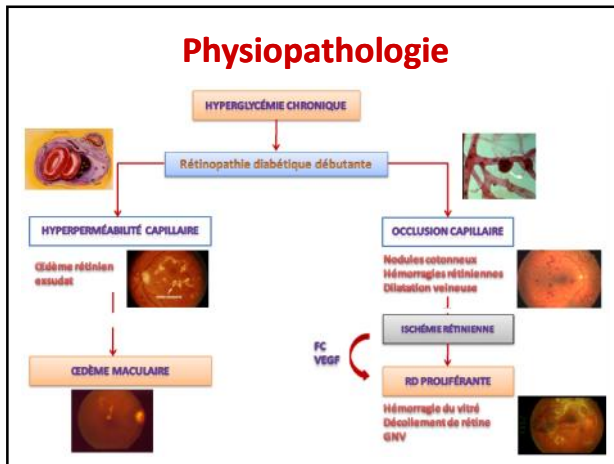 Physiopathologie
HYPERGLYCÉMIE CHRONIQUE
Rétinopathie diabétique débutante
HYPERPERMÉABILITÉ CAPILLAIRE
Œdème rétinien
exsudat
ŒDÈME MACULAIRE
OCCLUSION CAPILLAIRE
Nodules cotonneux
Hémorragies rétiniennes
Dilatation veineuse
ISCHÉMIE RÉTINIENNE
FC
VEGF
RD PROLIFÉRANTE
Hémorragie du vitré
Décollement de rétine
GNV